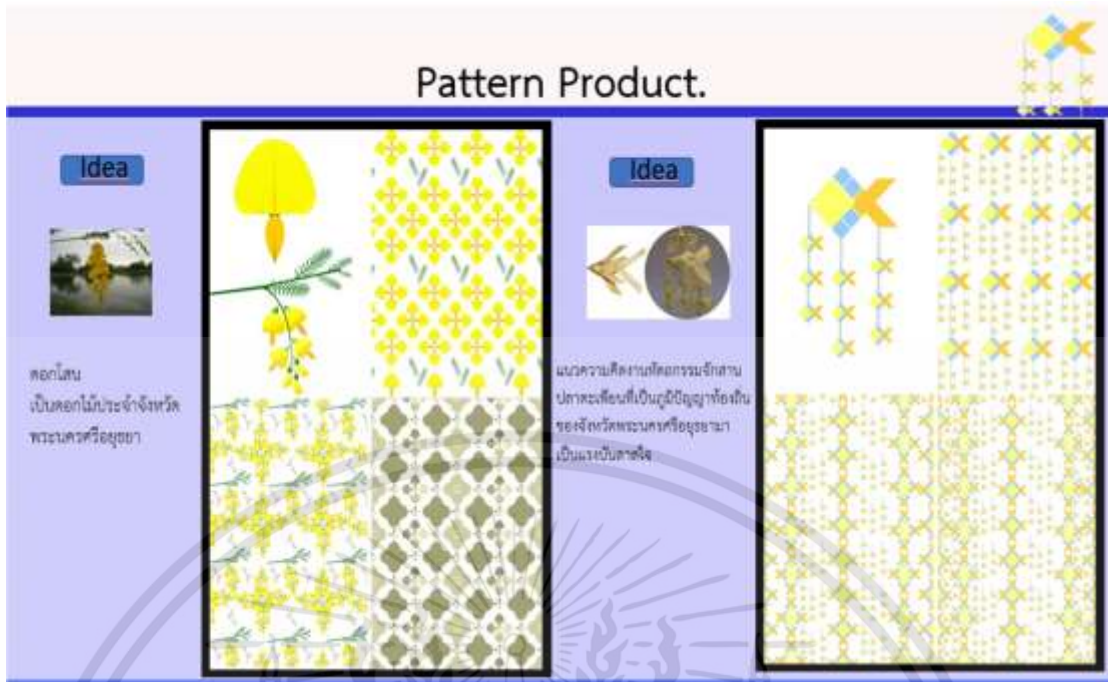 Pattern Product.
Idea
ดอกโสน
เป็นดอกไม้ประจำจังหวัด
พระนครศรีอยุธยา
Idea
แนวความคิดงานหัตถกรรมจักสาน
ปลาตะเพียนที่เป็นภูมิปัญญาท้องถิ่น
ของจังหวัดพระนครศรีอยุธยามา
เป็นแรงบันดาลใจ